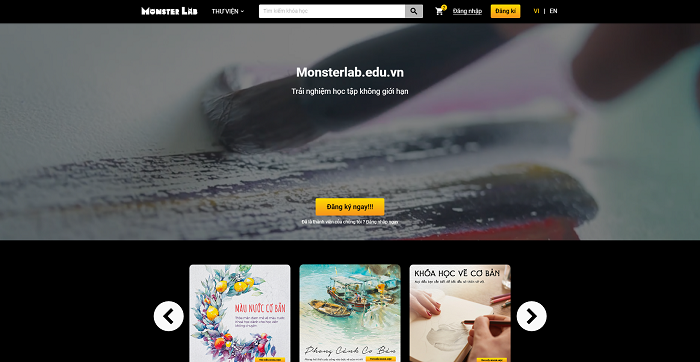 MONSTER LAB
THƯ VIỆN
Tìm kiếm khóa học
Đăng nhập
Đăng kí
VI | EN
Monsterlab.edu.vn
Trải nghiệm học tập không giới hạn
Đăng ký ngay!!!
Đã là thành viên của chúng tôi ? Đăng nhập ngay
MÀU NƯỚC CƠ BẢN
Phong Cảnh Cơ Bản
KHÓA HỌC VẼ CƠ BẢN